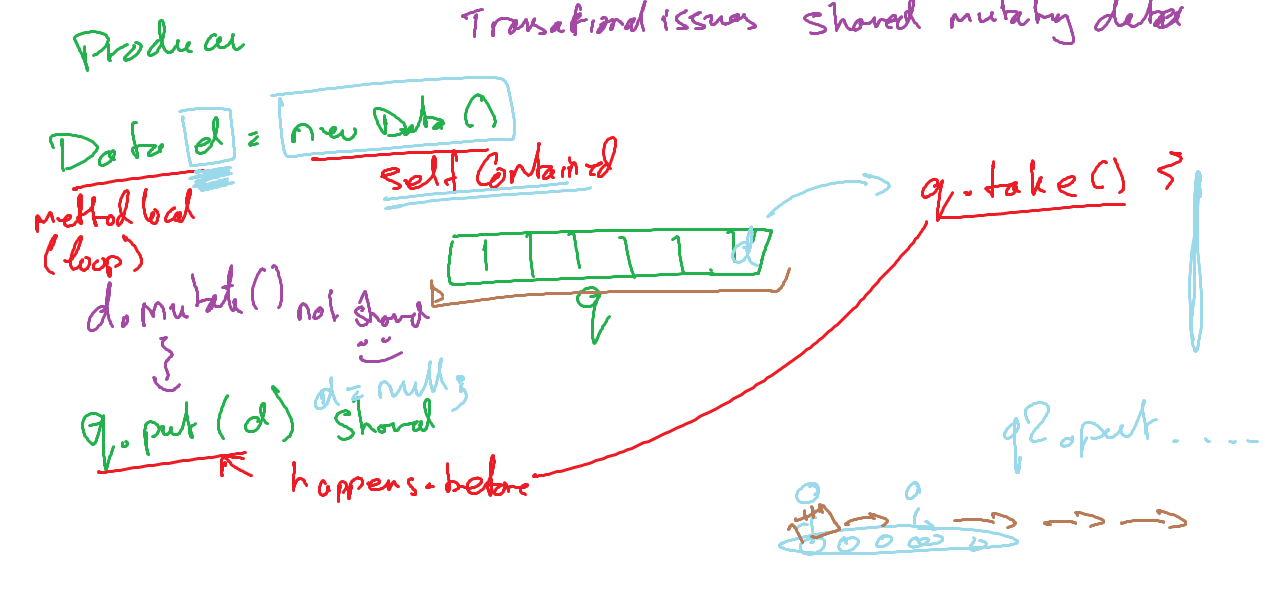 Transational issues shared mutating data
Producer
Data d = new Data ()
Self Contained
method local
(loop)
q.take() }
d
d.mutate() not shared
q
}
d = null;
q.put (d) shared
happens-before
q2.put.....